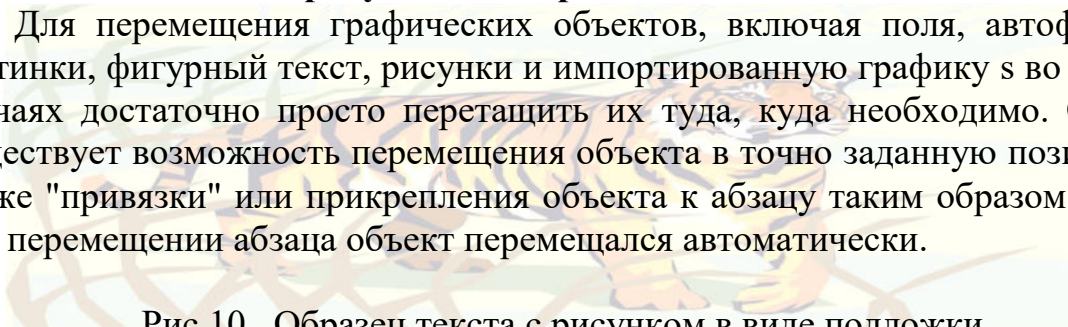 Для перемещения графических объектов, включая поля, автоф
тинки, фигурный текст, рисунки и импортированную графику s во
чаях достаточно просто перетащить их туда, куда необходимо.
ществует возможность перемещения объекта в точно заданную пози
же "привязки" или прикрепления объекта к абзацу таким образом
перемещении абзаца объект перемещался автоматически.
Рис.10. Образец текста с рисунком в виде подложки